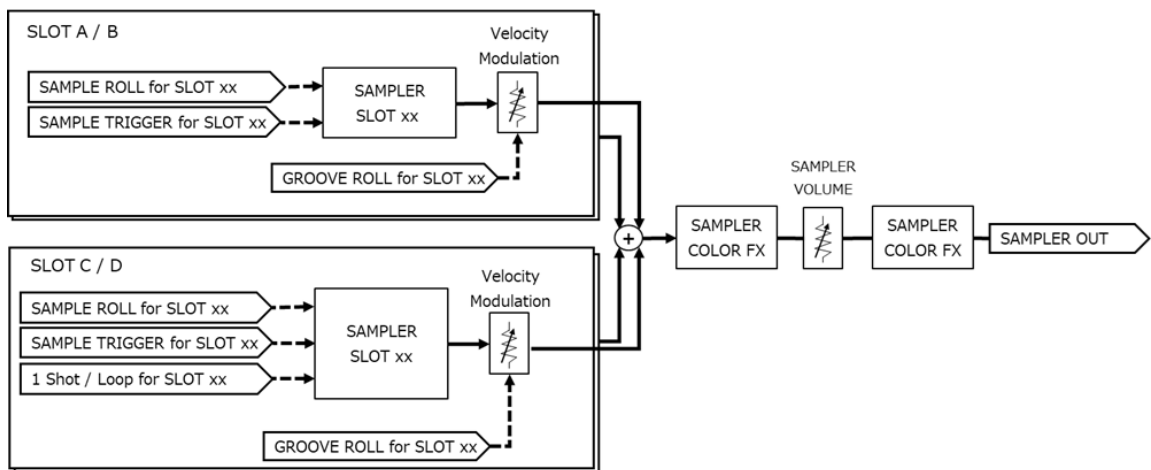 SLOT A / B
Velocity
Modulation
SAMPLE ROLL for SLOT xx
SAMPLE TRIGGER for SLOT xx
SAMPLER
SLOT xx
GROOVE ROLL for SLOT xx
SLOT C / D
Velocity
Modulation
SAMPLE ROLL for SLOT xx
SAMPLE TRIGGER for SLOT xx
1 Shot / Loop for SLOT xx
SAMPLER
SLOT xx
GROOVE ROLL for SLOT xx
+
SAMPLER
COLOR FX
SAMPLER
VOLUME
SAMPLER
COLOR FX
SAMPLER OUT